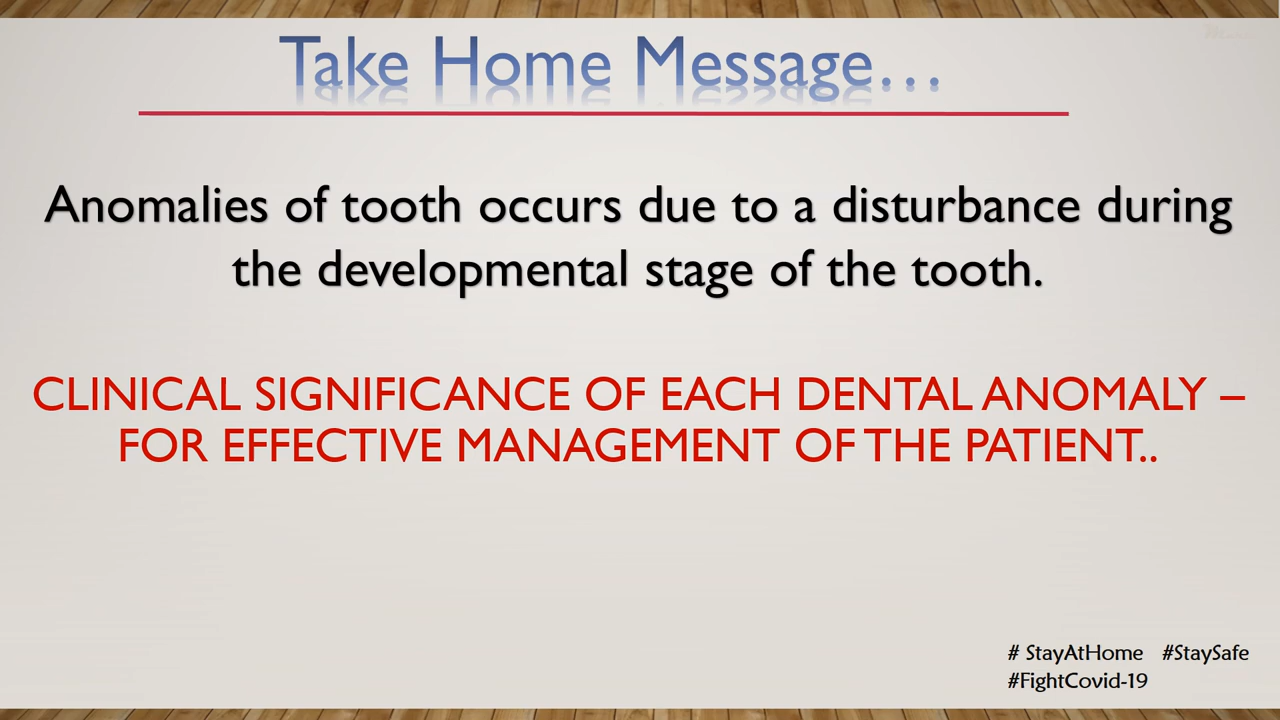 Take Home Message...
Anomalies of tooth occurs due to a disturbance during
the developmental stage of the tooth.
CLINICAL SIGNIFICANCE OF EACH DENTAL ANOMALY –
FOR EFFECTIVE MANAGEMENT OF THE PATIENT..
# StayAtHome #StaySafe
#FightCovid-19